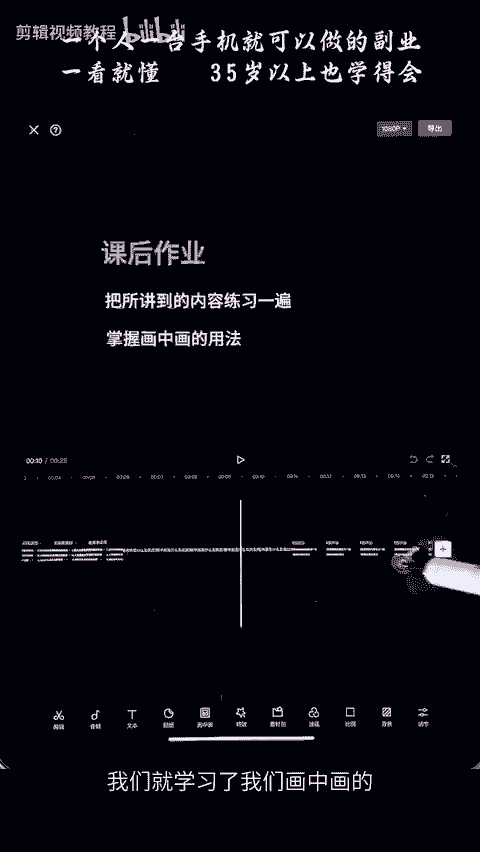 剪辑视频教程 bilibili
一个人一台手机就可以做的副业
一看就懂 35岁以上也学得会
1080P
导出
课后作业
把所讲到的内容练习一遍
掌握画中画的用法
00:10 / 00:25
剪辑 音频 文本 贴纸 画中画 特效 素材包 滤镜 比例 背景 调节
我们就学习了我们画中画的